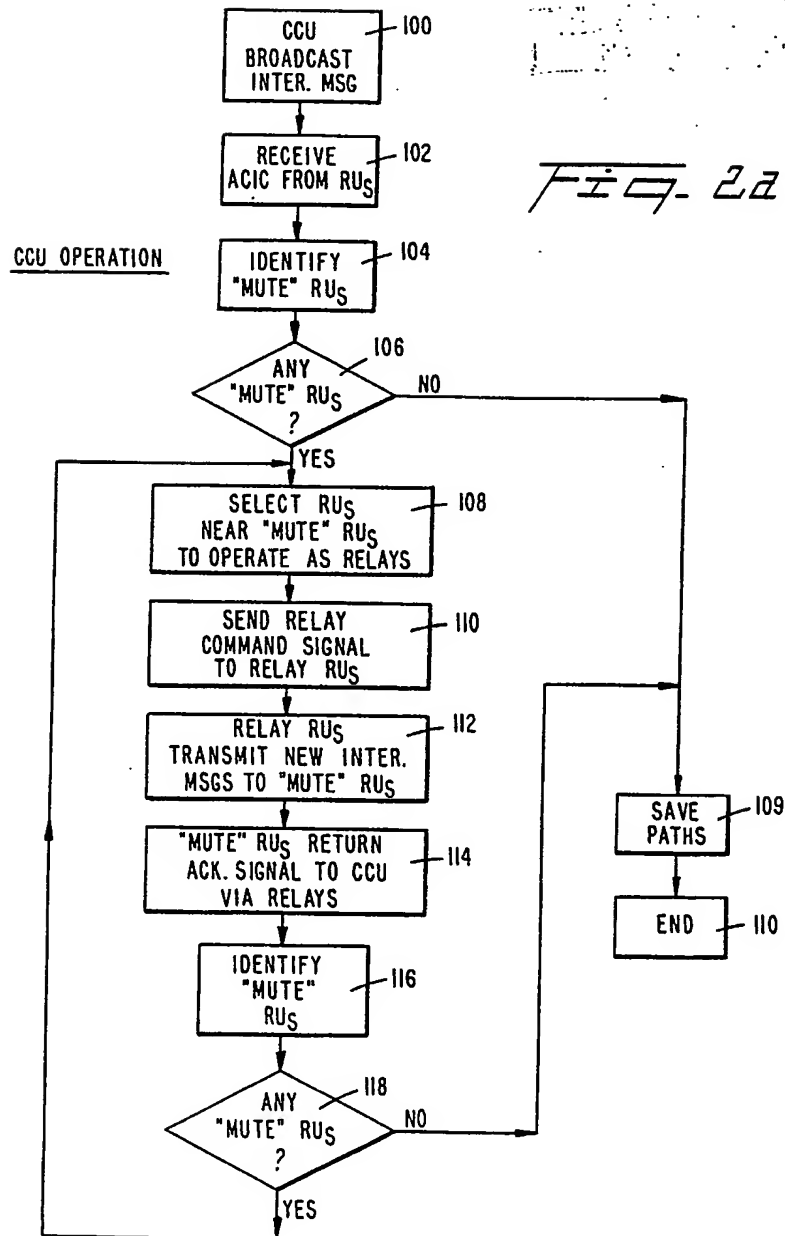 CCU
BROADCAST
INTER. MSG
100
RECEIVE
ACIC FROM RUS
102
Fig. 2a
CCU OPERATION
IDENTIFY
"MUTE" RUS
104
ANY
"MUTE" RUS
?
106
NO
YES
SELECT RUS
NEAR "MUTE" RUS
TO OPERATE AS RELAYS
108
SEND RELAY
COMMAND SIGNAL
TO RELAY RUS
110
RELAY RUS
TRANSMIT NEW INTER.
MSGS TO "MUTE" RUS
112
"MUTE" RUS RETURN
ACK. SIGNAL TO CCU
VIA RELAYS
114
SAVE
PATHS
109
END
110
IDENTIFY
"MUTE"
RUS
116
ANY
"MUTE" RUS
?
118
NO
YES